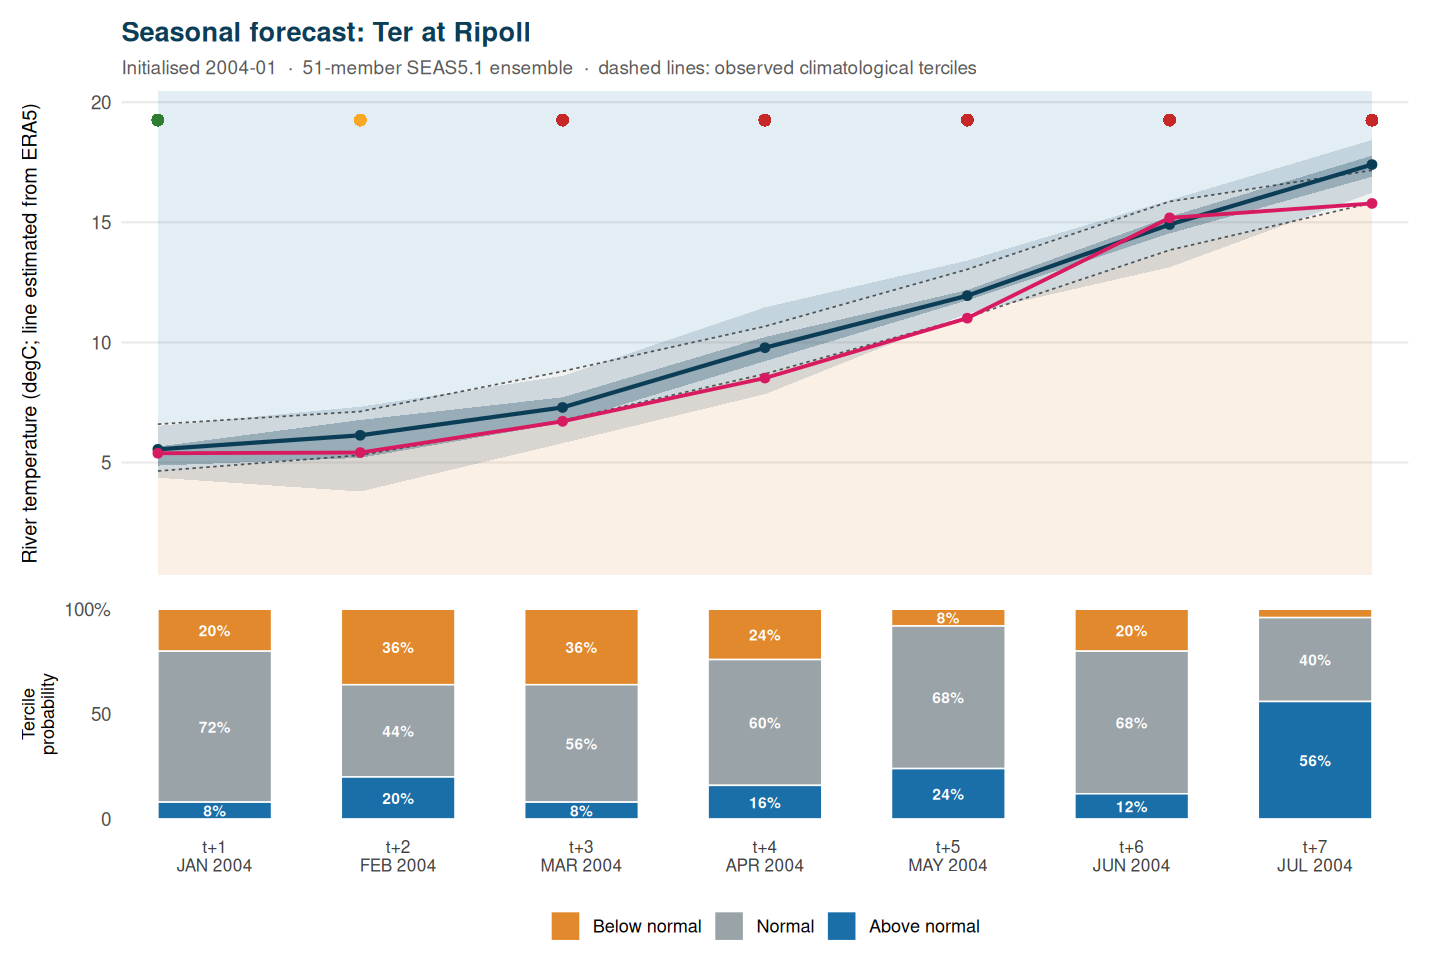 Seasonal forecast: Ter at Ripoll
Initialised 2004-01 · 51-member SEAS5.1 ensemble · dashed lines: observed climatological terciles
River temperature (degC; line estimated from ERA5)
20
15
10
5
Tercile
probability
100%
50
0
20%
36%
36%
24%
8%
20%
72%
44%
56%
60%
68%
68%
40%
8%
20%
8%
16%
24%
12%
56%
t+1
JAN 2004
t+2
FEB 2004
t+3
MAR 2004
t+4
APR 2004
t+5
MAY 2004
t+6
JUN 2004
t+7
JUL 2004
Below normal
Normal
Above normal